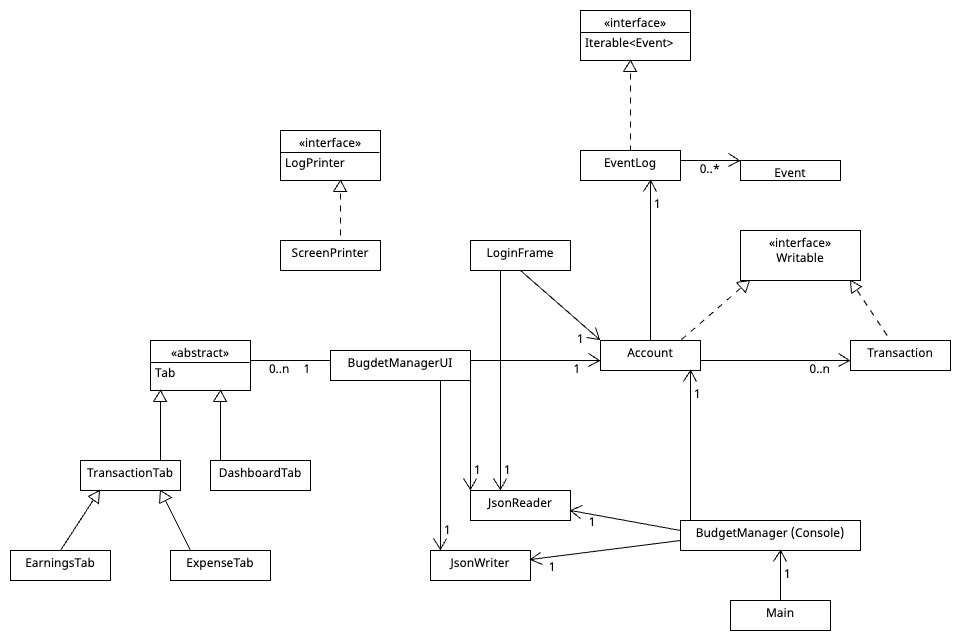 «interface»
Iterable<Event>
«interface»
LogPrinter
EventLog
0..*
Event
1
ScreenPrinter
LoginFrame
«interface»
Writable
«abstract»
Tab
0..n
1
BugdetManagerUI
1
1
Account
0..n
Transaction
1
TransactionTab
DashboardTab
1
1
JsonReader
1
BudgetManager (Console)
1
EarningsTab
ExpenseTab
JsonWriter
1
1
Main